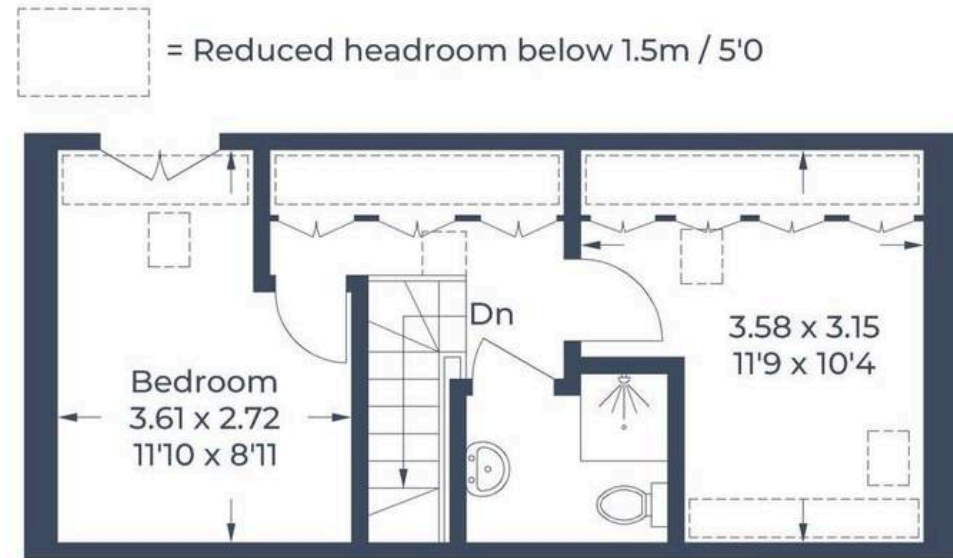 = Reduced headroom below 1.5m / 5'0
Dn
3.58 x 3.15
11'9 x 10'4
Bedroom
3.61 x 2.72
11'10 x 8'11